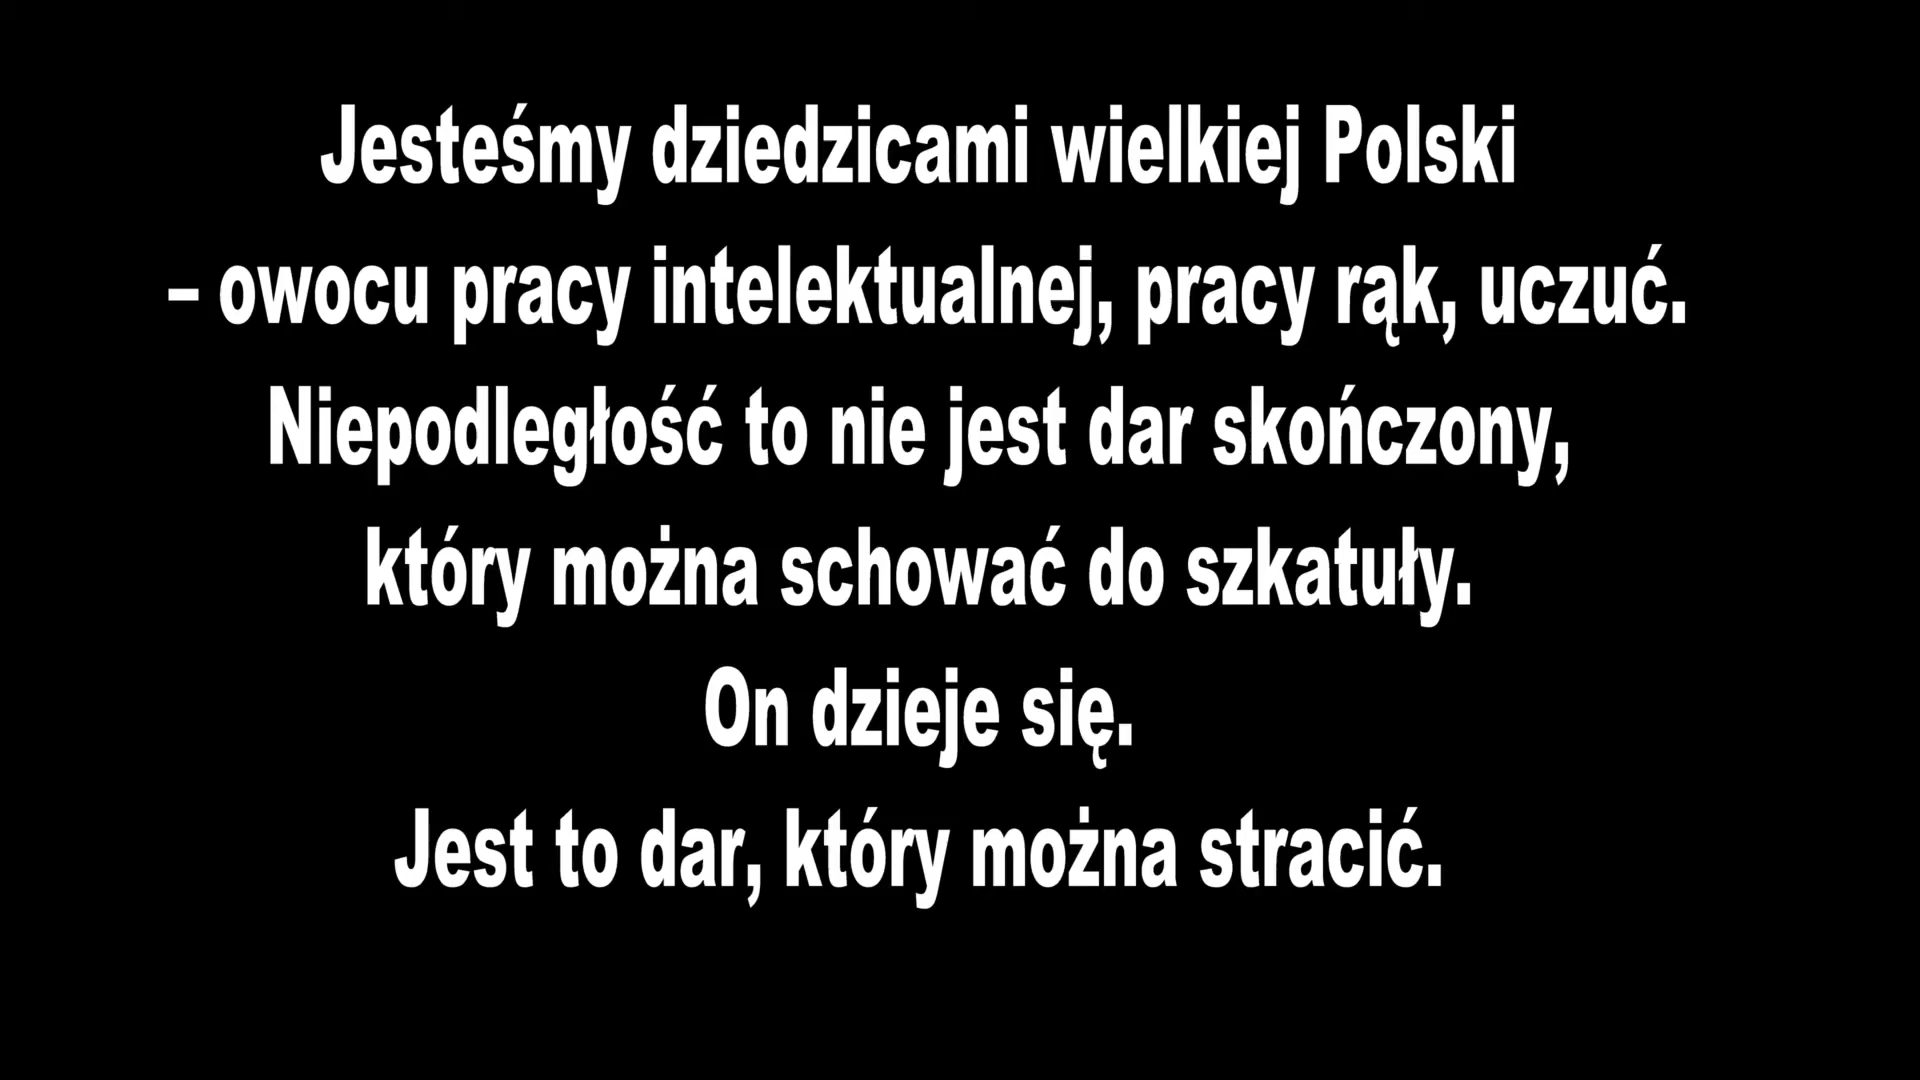 Jesteśmy dziedzicami wielkiej Polski
– owocu pracy intelektualnej, pracy rąk, uczuć.
Niepodległość to nie jest dar skończony,
który można schować do szkatuły.
On dzieje się.
Jest to dar, który można stracić.